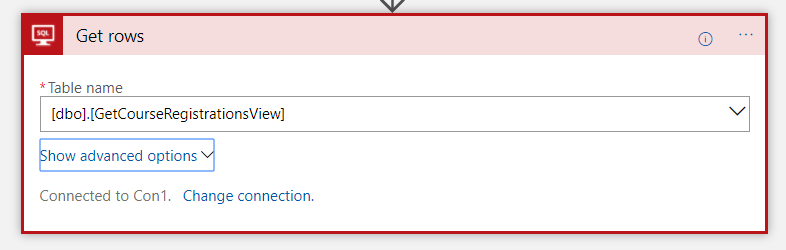 SQL
Get rows
* Table name
[dbo].[GetCourseRegistrationsView]
Show advanced options
Connected to Con1. Change connection.